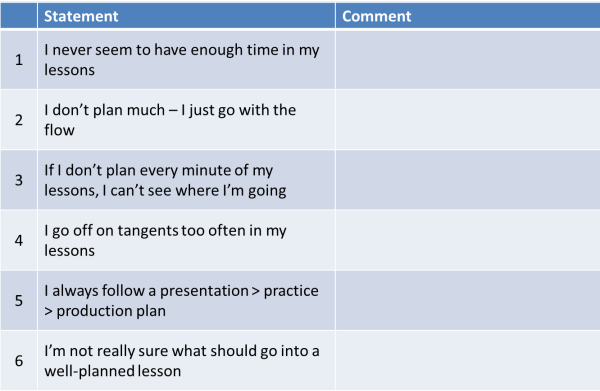 Statement Comment
1 I never seem to have enough time in my
lessons
2 I don’t plan much – I just go with the
flow
3 If I don’t plan every minute of my
lessons, I can’t see where I’m going
4 I go off on tangents too often in my
lessons
5 I always follow a presentation > practice
> production plan
6 I’m not really sure what should go into a
well-planned lesson